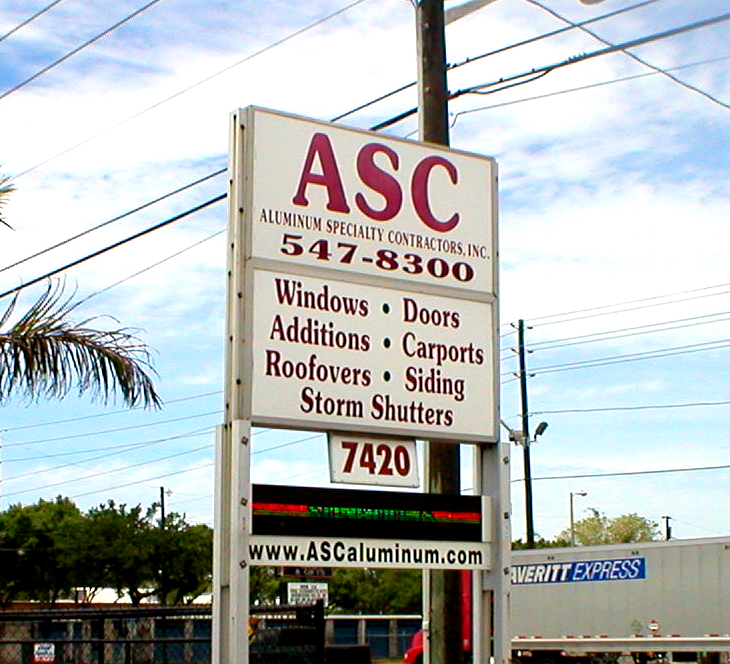 ASC
ALUMINUM SPECIALTY CONTRACTORS, INC.
547-8300
Windows • Doors
Additions • Carports
Roofovers • Siding
Storm Shutters
7420
www.ASCaluminum.com
AVERITT EXPRESS